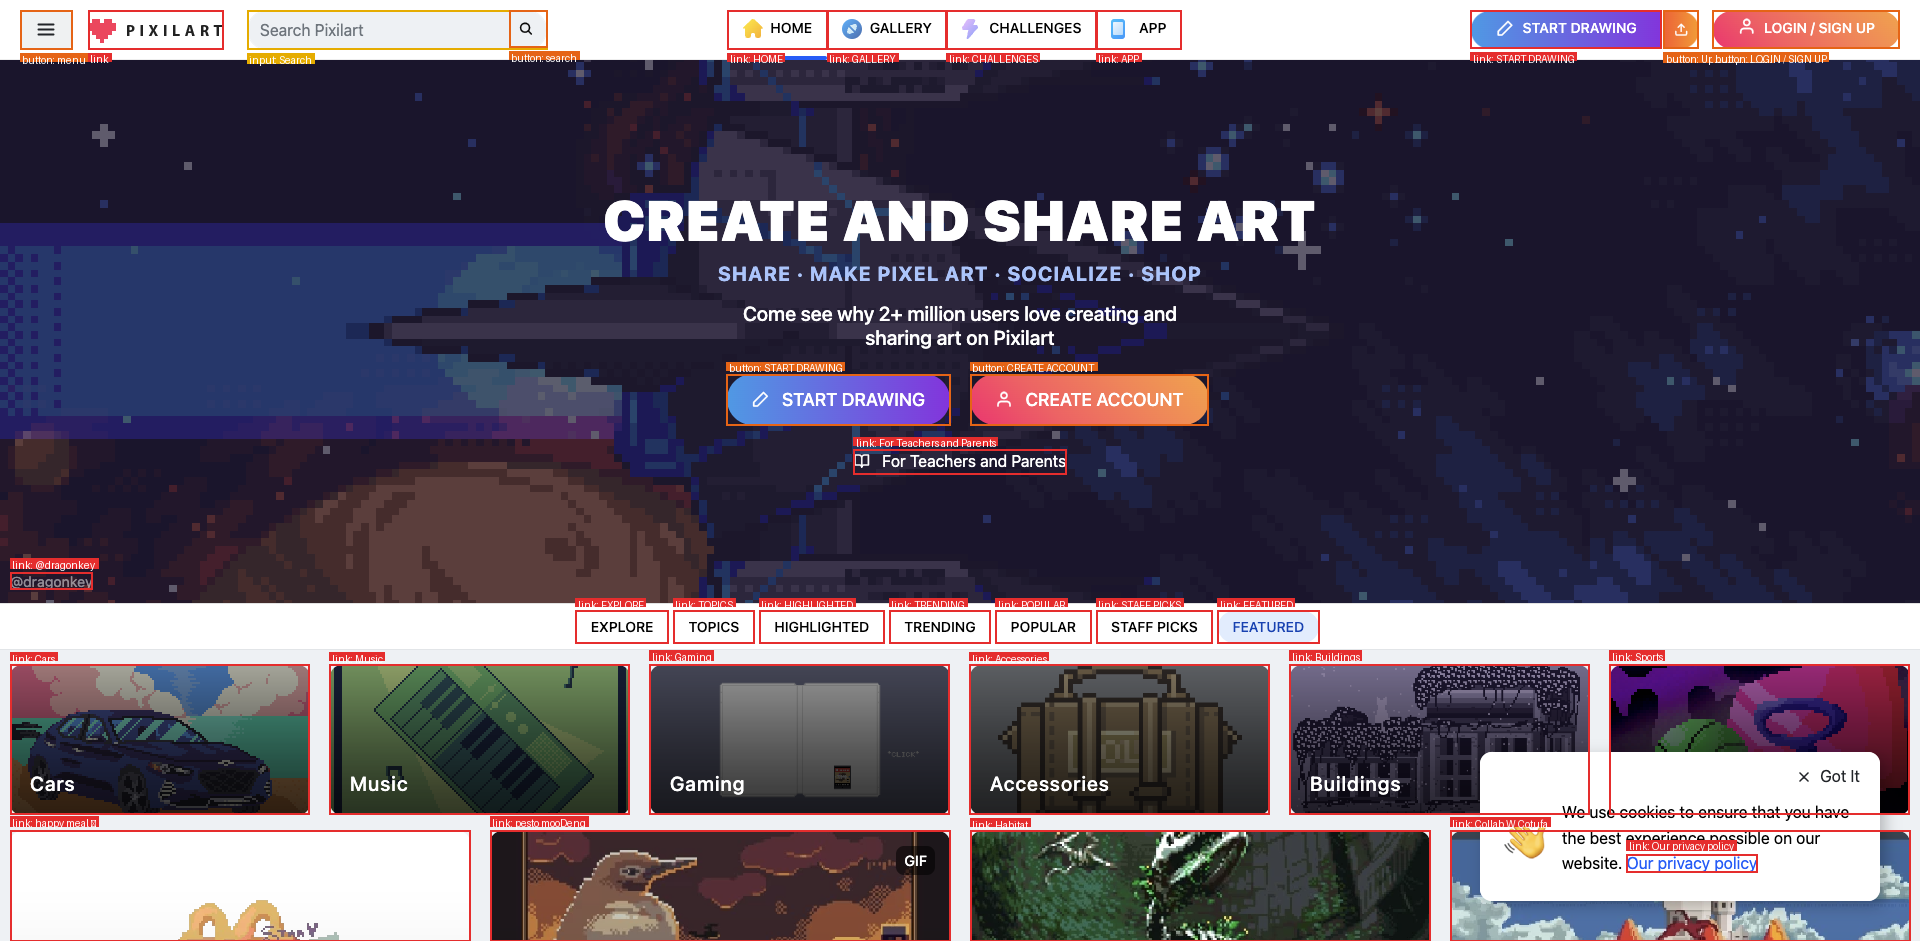 PIXILART
Search Pixilart
HOME
GALLERY
CHALLENGES
APP
START DRAWING
LOGIN / SIGN UP
button: menu
link
input: Search
button: search
link: HOME
link: GALLERY
link: CHALLENGES
link: APP
link: START DRAWING
button: LOGIN / SIGN UP
CREATE AND SHARE ART
SHARE · MAKE PIXEL ART · SOCIALIZE · SHOP
Come see why 2+ million users love creating and
sharing art on Pixilart
button: START DRAWING
button: CREATE ACCOUNT
START DRAWING
CREATE ACCOUNT
link: For Teachers and Parents
For Teachers and Parents
link: @dragonkey
@dragonkey
link: EXPLORE
link: TOPICS
link: HIGHLIGHTED
link: TRENDING
link: POPULAR
link: STAFF PICKS
link: FEATURED
EXPLORE
TOPICS
HIGHLIGHTED
TRENDING
POPULAR
STAFF PICKS
FEATURED
link: Cars
link: Music
link: Gaming
link: Accessories
link: Buildings
link: Sports
"CLICK"
Cars
Music
Gaming
Accessories
Buildings
Got It
We use cookies to ensure that you have
the best experience possible on our
website. Our privacy policy
link: Our privacy policy
link: happy meal
link: pesto mooDeng
link: Habitat
link: Collab W Cotufa
GIF